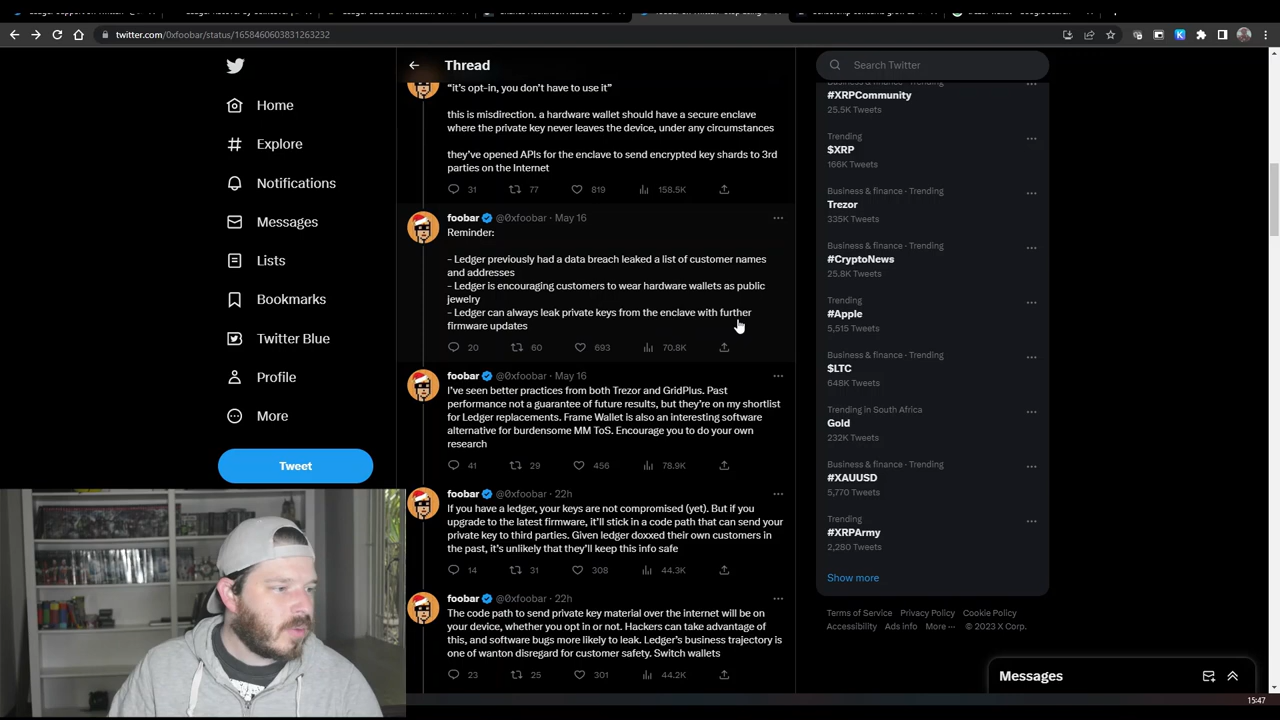 twitter.com/0xfoobar/status/1658460603831263232
Home
Explore
Notifications
Messages
Lists
Bookmarks
Twitter Blue
Profile
More
Tweet
Thread
“it’s opt-in, you don’t have to use it”
this is misdirection. a hardware wallet should have a secure enclave
where the private key never leaves the device, under any circumstances
they’ve opened APIs for the enclave to send encrypted key shards to 3rd
parties on the Internet
31 77 819 158.5K
foobar @0xfoobar · May 16
Reminder:
- Ledger previously had a data breach leaked a list of customer names
and addresses
- Ledger is encouraging customers to wear hardware wallets as public
jewelry
- Ledger can always leak private keys from the enclave with further
firmware updates
20 60 693 70.8K
foobar @0xfoobar · May 16
I’ve seen better practices from both Trezor and GridPlus. Past
performance not a guarantee of future results, but they’re on my shortlist
for Ledger replacements. Frame Wallet is also an interesting software
alternative for burdensome MM ToS. Encourage you to do your own
research
41 29 456 78.9K
foobar @0xfoobar · 22h
If you have a ledger, your keys are not compromised (yet). But if you
upgrade to the latest firmware, it’ll stick in a code path that can send your
private key to third parties. Given ledger doxxed their own customers in
the past, it’s unlikely that they’ll keep this info safe
14 31 308 44.3K
foobar @0xfoobar · 22h
The code path to send private key material over the internet will be on
your device, whether you opt in or not. Hackers can take advantage of
this, and software bugs more likely to leak. Ledger’s business trajectory is
one of wanton disregard for customer safety. Switch wallets
23 25 301 44.2K
Search Twitter
Business & finance · Trending
#XRPCommunity
25.5K Tweets
Trending
$XRP
166K Tweets
Business & finance · Trending
Trezor
335K Tweets
Business & finance · Trending
#CryptoNews
25.8K Tweets
Trending
#Apple
5,515 Tweets
Business & finance · Trending
$LTC
648K Tweets
Trending in South Africa
Gold
232K Tweets
Business & finance · Trending
#XAUUSD
5,770 Tweets
Trending
#XRPArmy
2,280 Tweets
Show more
Terms of Service Privacy Policy Cookie Policy
Accessibility Ads info More ··· © 2023 X Corp.
Messages
15:47